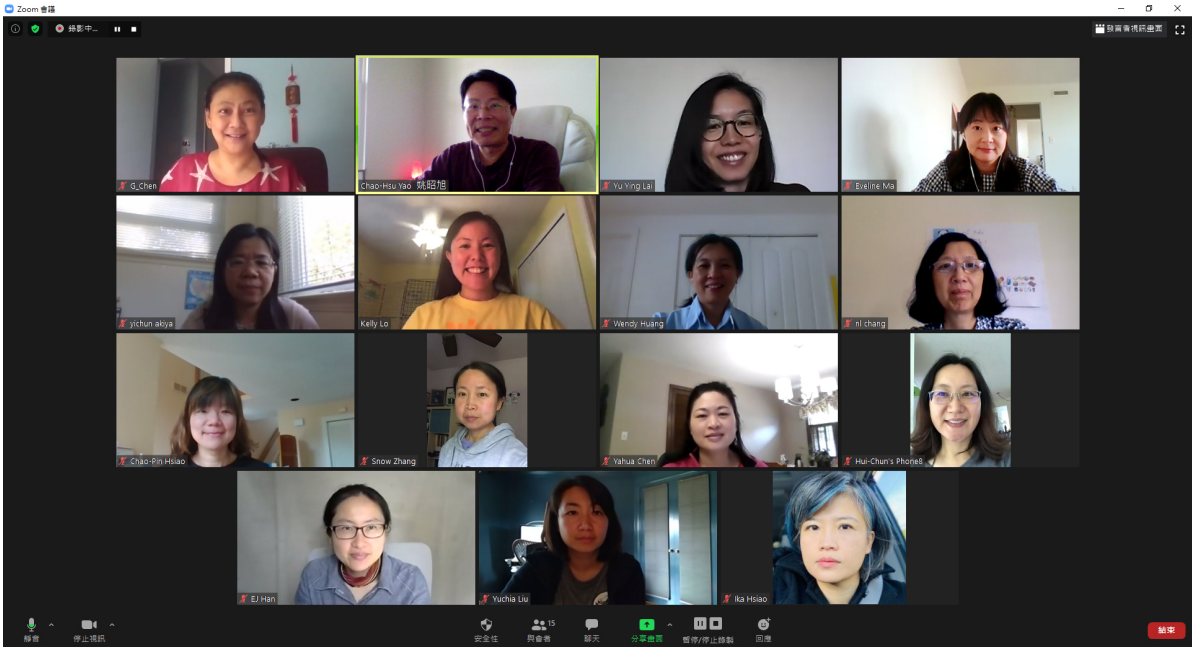 Zoom 會議
錄影中...
發言者視訊畫面
G_Chen
Chao-Hsu Yao 姚昭旭
Yu Ying Lai
Eveline Ma
yichun akiya
Kelly Lo
Wendy Huang
nl chang
Chao-Pin Hsiao
Snow Zhang
Yahua Chen
Hui-Chun's Phone8
EJ Han
Yuchia Liu
Ika Hsiao
靜音
停止視訊
安全性
15
與會者
聊天
分享畫面
暫停/停止錄製
回應
結束